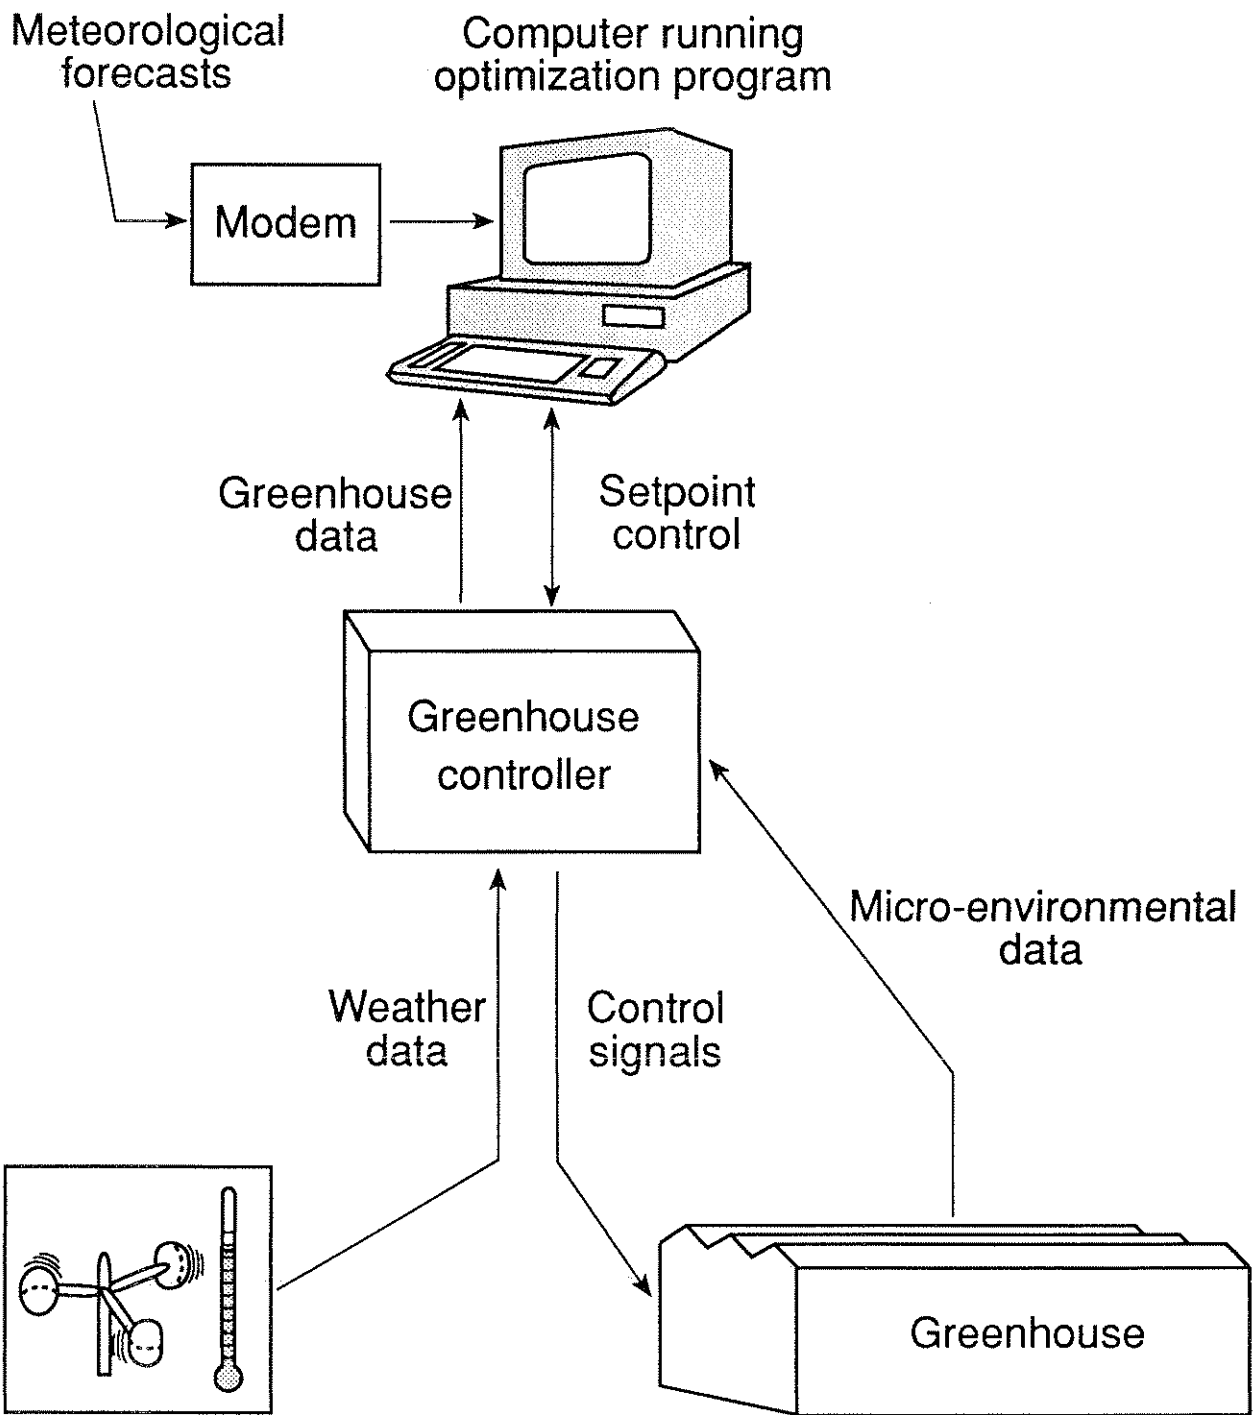 Meteorological
forecasts
Computer running
optimization program
Modem
Greenhouse
data
Setpoint
control
Greenhouse
controller
Micro-environmental
data
Weather
data
Control
signals
Greenhouse